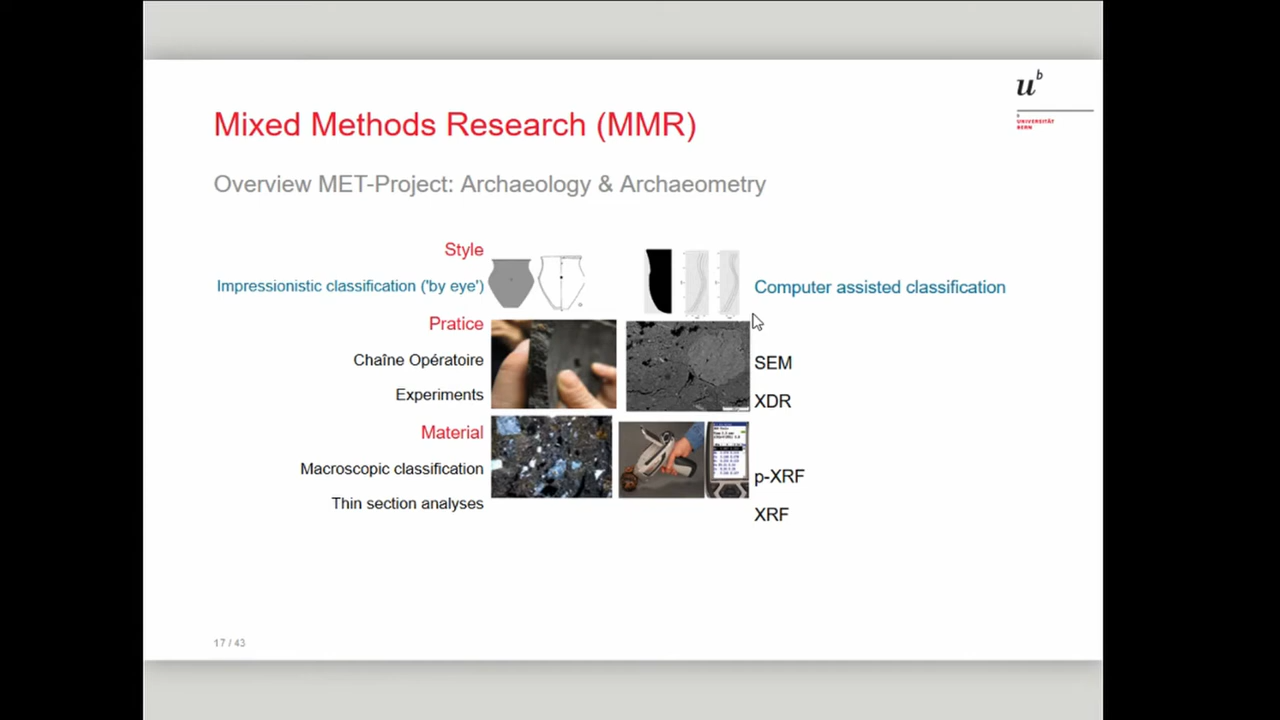 u^b
b
UNIVERSITÄT
BERN
Mixed Methods Research (MMR)
Overview MET-Project: Archaeology & Archaeometry
Style
Impressionistic classification ('by eye')
Computer assisted classification
Pratice
Chaîne Opératoire
SEM
Experiments
XDR
Material
Macroscopic classification
p-XRF
Thin section analyses
XRF
17 / 43